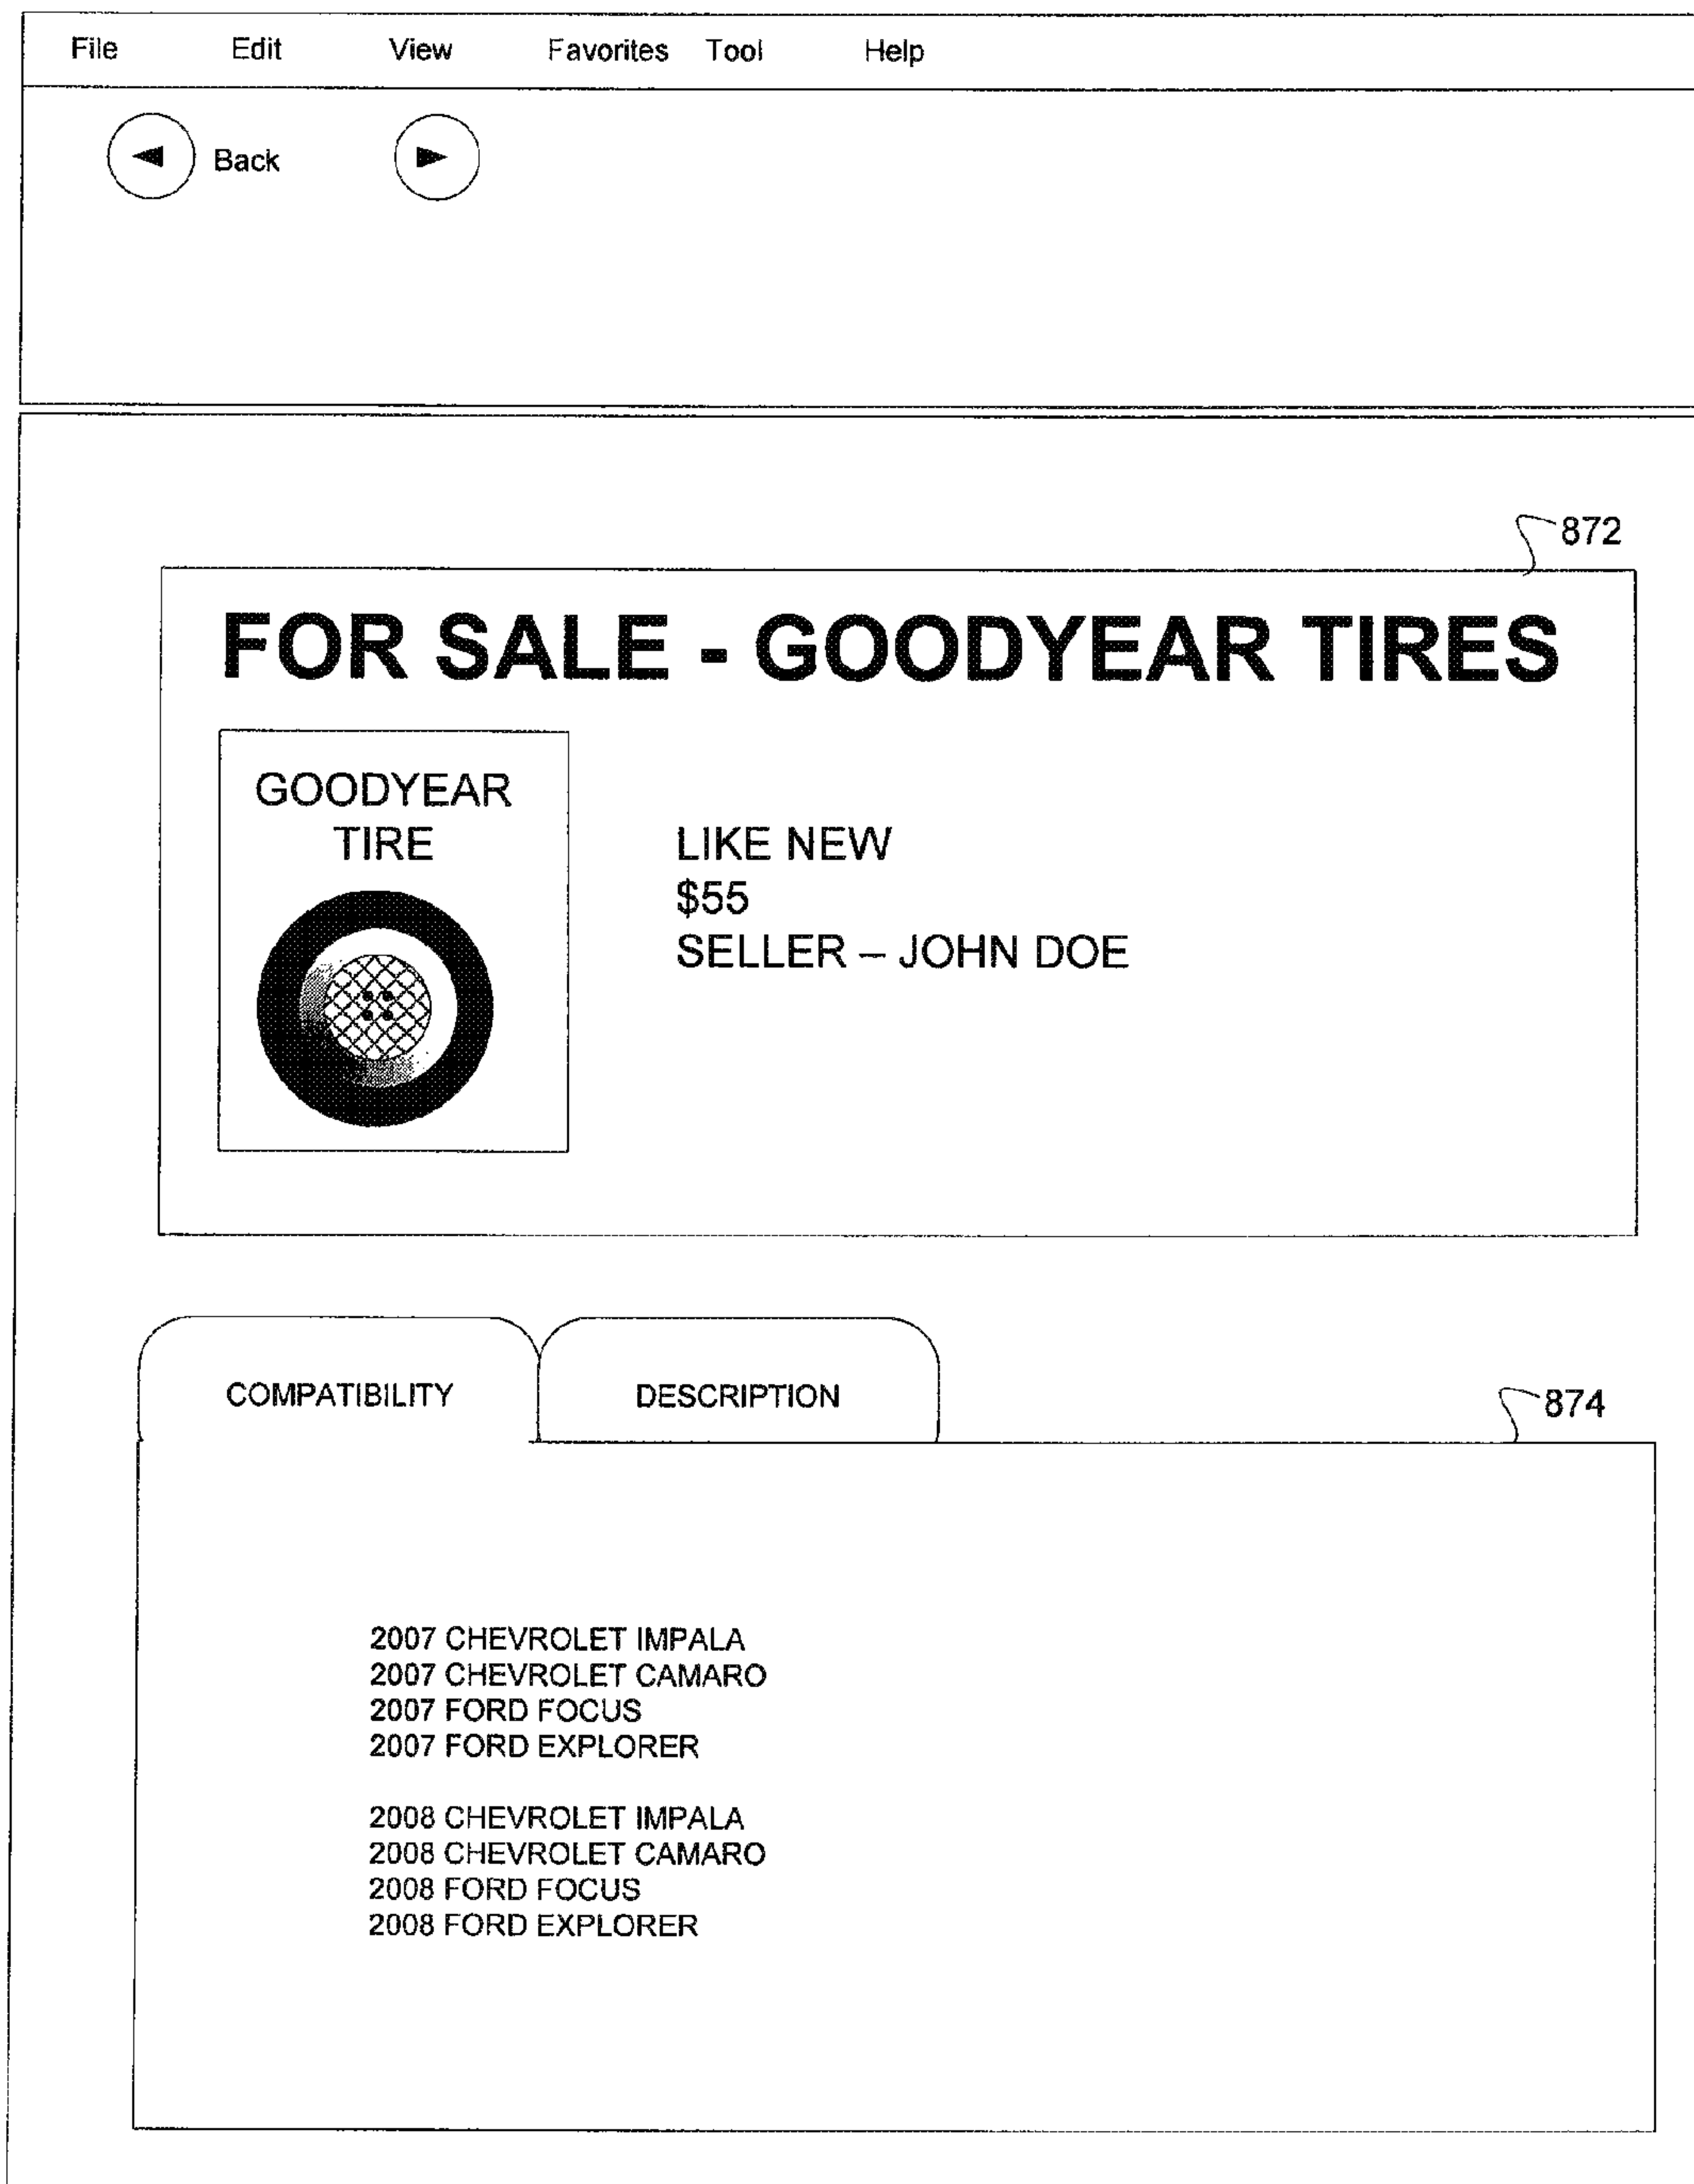 File Edit View Favorites Tool Help
Back
872
FOR SALE - GOODYEAR TIRES
GOODYEAR
TIRE
LIKE NEW
$55
SELLER – JOHN DOE
COMPATIBILITY DESCRIPTION
874
2007 CHEVROLET IMPALA
2007 CHEVROLET CAMARO
2007 FORD FOCUS
2007 FORD EXPLORER
2008 CHEVROLET IMPALA
2008 CHEVROLET CAMARO
2008 FORD FOCUS
2008 FORD EXPLORER